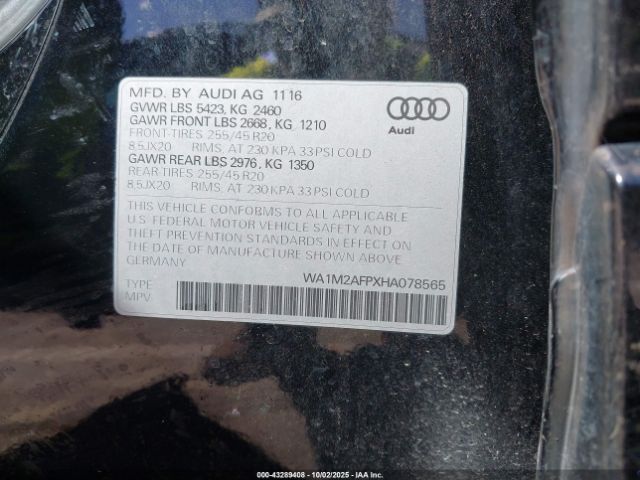 MFD. BY AUDI AG 11 16
GVWR LBS 5423, KG 2460
GAWR FRONT LBS 2668, KG 1210
FRONT-TIRES 255/45 R20
8,5JX20 RIMS, AT 230 KPA 33 PSI COLD
GAWR REAR LBS 2976, KG 1350
REAR TIRES 255/45 R20
8,5JX20 RIMS, AT 230 KPA 33 PSI COLD
Audi
THIS VEHICLE CONFORMS TO ALL APPLICABLE
U.S. FEDERAL MOTOR VEHICLE SAFETY AND
THEFT PREVENTION STANDARDS IN EFFECT ON
THE DATE OF MANUFACTURE SHOWN ABOVE
GERMANY
WA1M2AFPXHA078565
TYPE
MPV
000-43289408 - 10/02/2025 - IAA Inc.